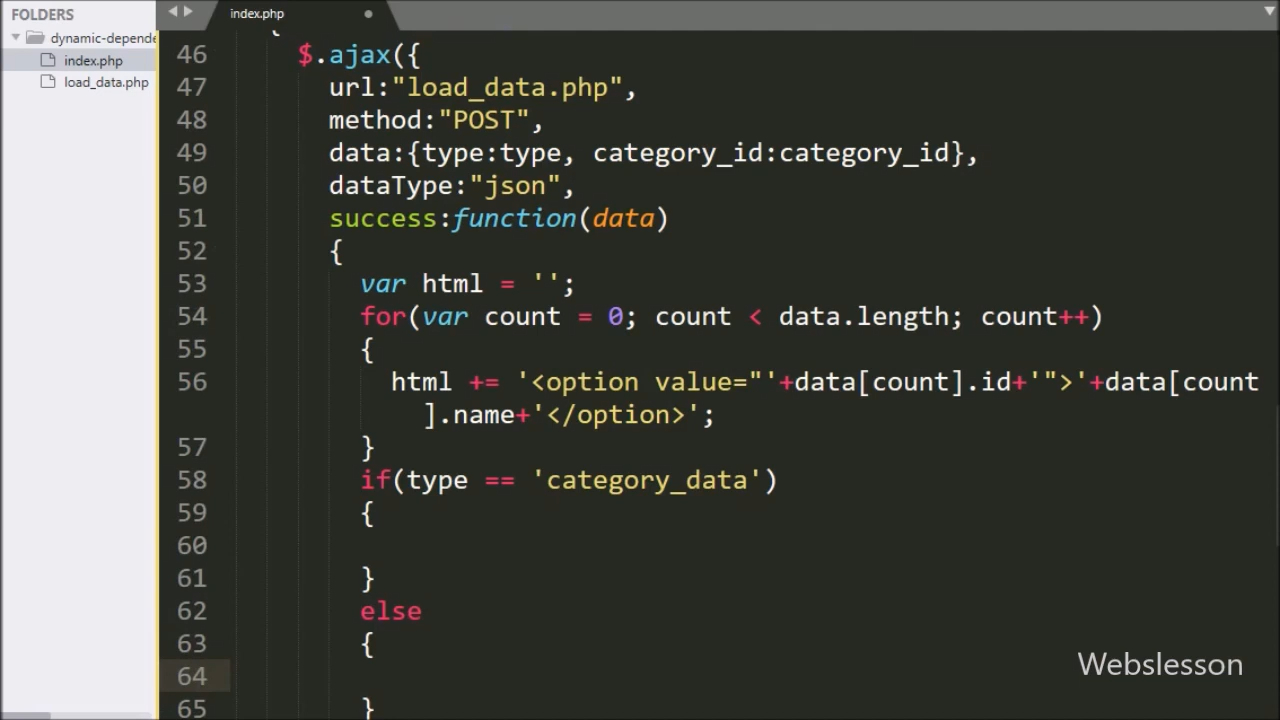 FOLDERS
dynamic-depende
index.php
load_data.php
index.php
46 $.ajax({
47 url:"load_data.php",
48 method:"POST",
49 data:{type:type, category_id:category_id},
50 dataType:"json",
51 success:function(data)
52 {
53 var html = '';
54 for(var count = 0; count < data.length; count++)
55 {
56 html += '<option value="'+data[count].id+'">'+data[count
].name+'</option>';
57 }
58 if(type == 'category_data')
59 {
60
61 }
62 else
63 {
64
65 }
Webslesson